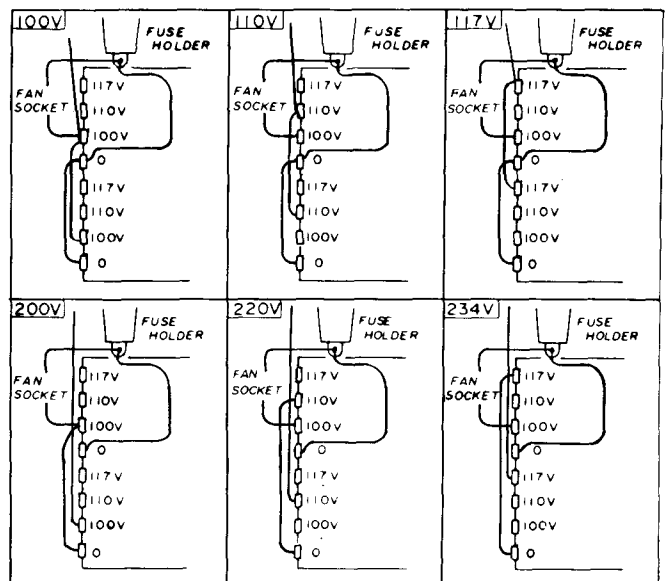 100V
FUSE
HOLDER
FAN
SOCKET
117V
110V
100V
0
117V
110V
100V
0
110V
FUSE
HOLDER
FAN
SOCKET
117V
110V
100V
0
117V
110V
100V
0
117V
FUSE
HOLDER
FAN
SOCKET
117V
110V
100V
0
117V
110V
100V
0
200V
FUSE
HOLDER
FAN
SOCKET
117V
110V
100V
0
117V
110V
100V
0
220V
FUSE
HOLDER
FAN
SOCKET
117V
110V
100V
0
117V
110V
100V
0
234V
FUSE
HOLDER
FAN
SOCKET
117V
110V
100V
0
117V
110V
100V
0